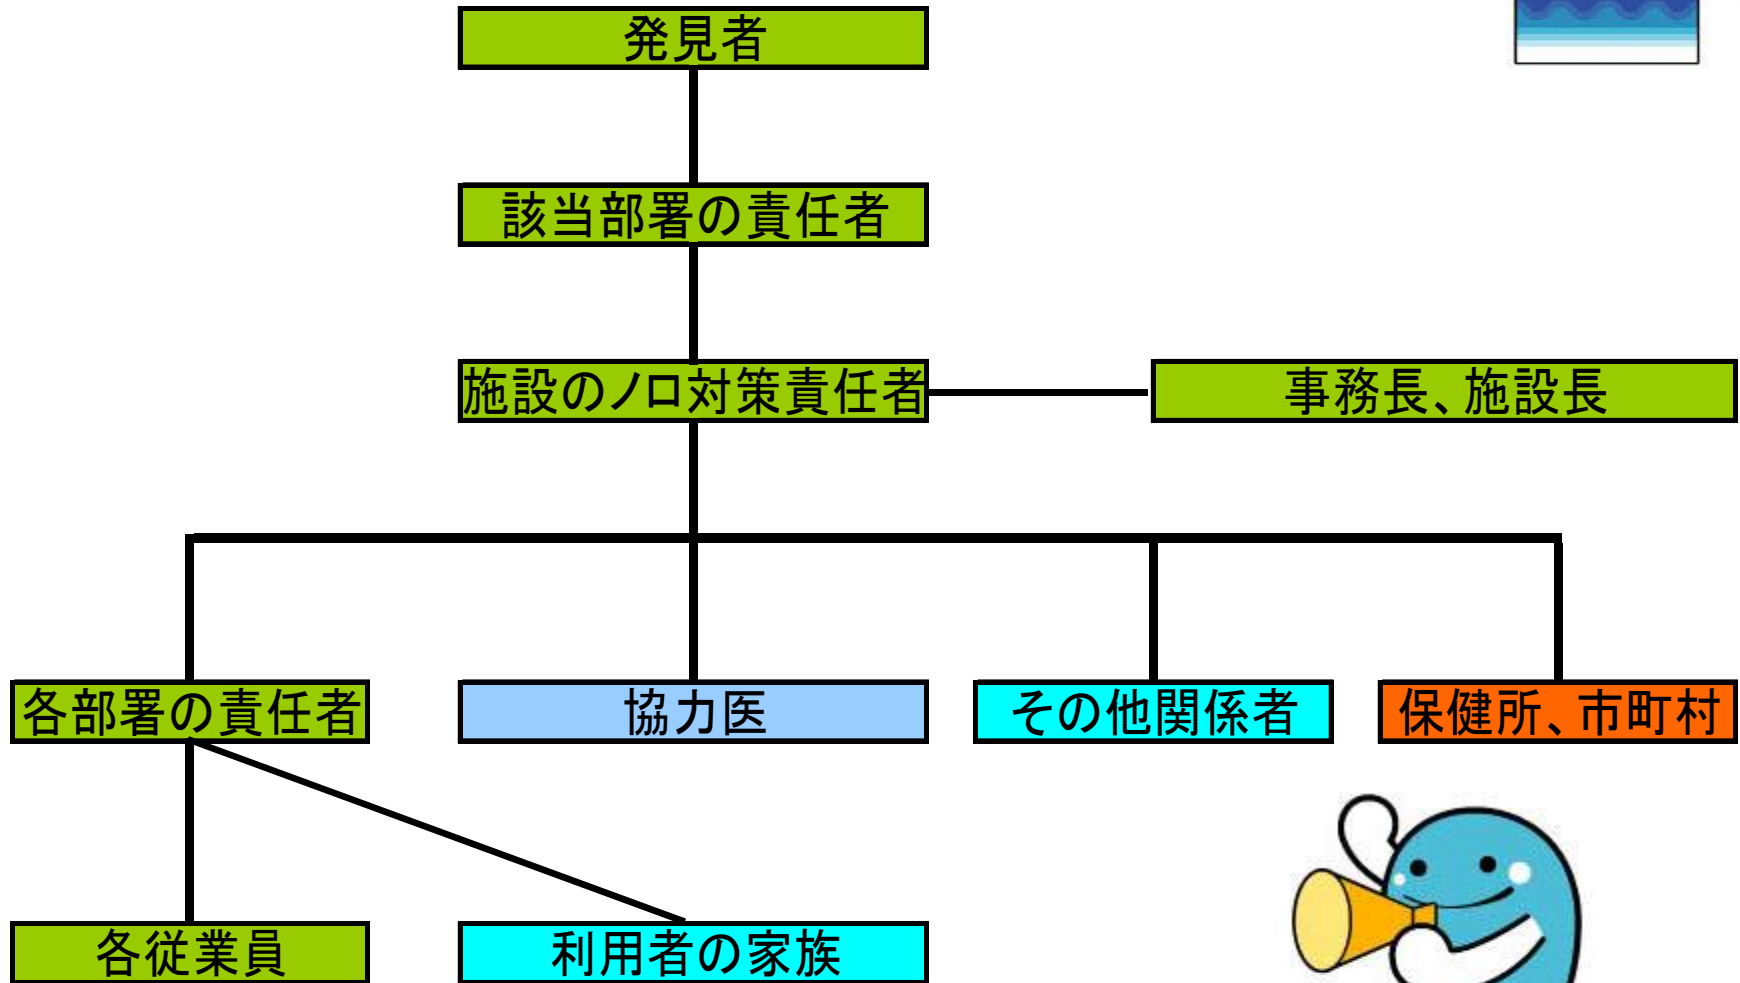 発見者
該当部署の責任者
施設のノロ対策責任者
事務長、施設長
各部署の責任者
協力医
その他関係者
保健所、市町村
各従業員
利用者の家族